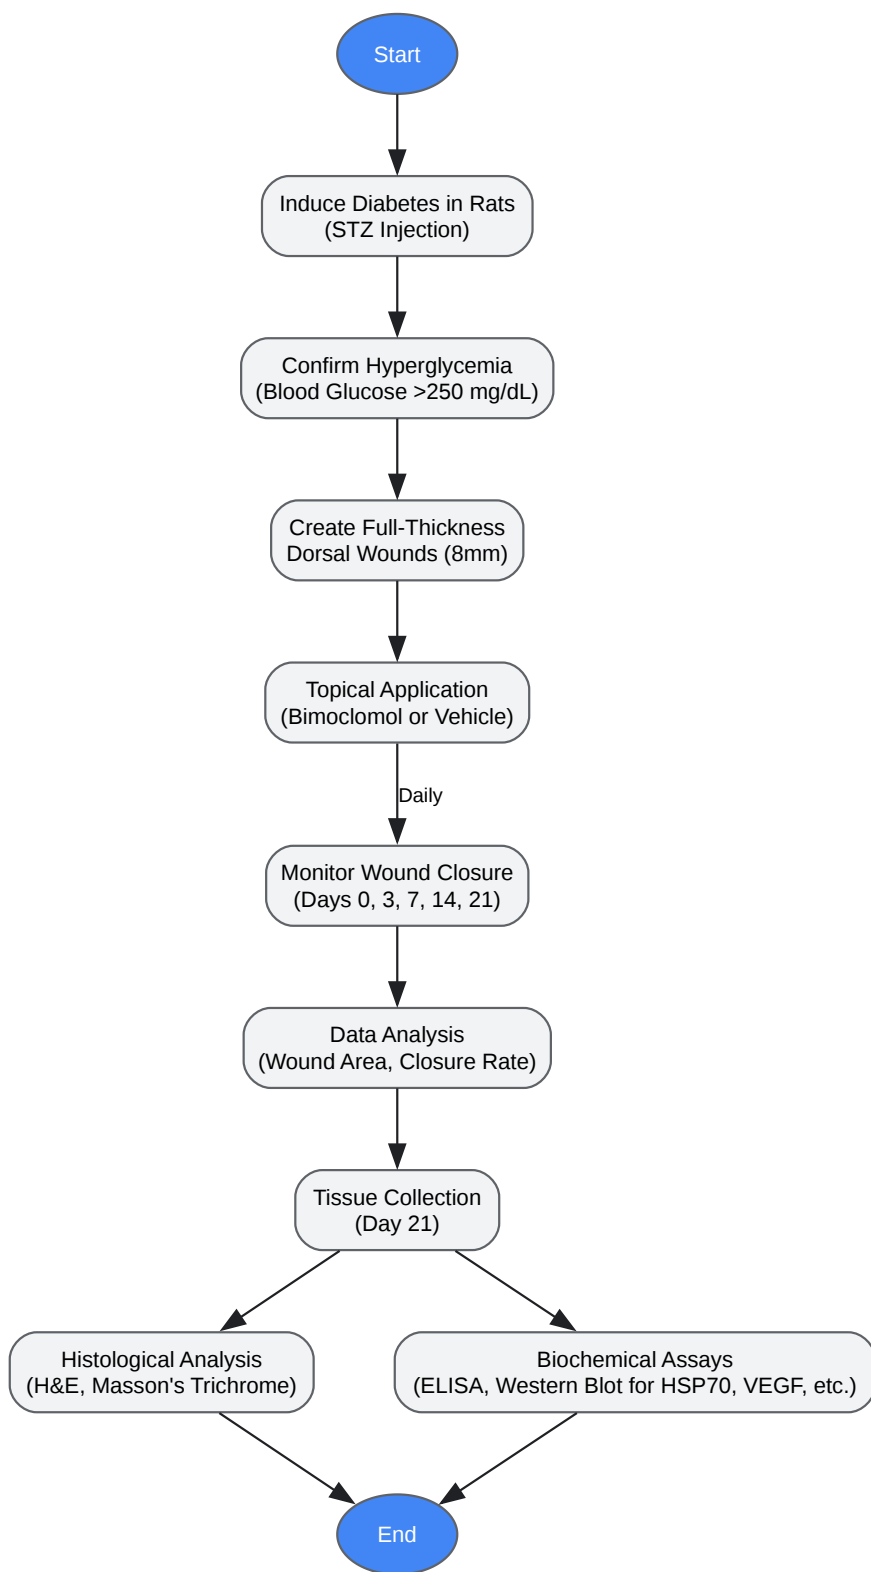 Start
Induce Diabetes in Rats
(STZ Injection)
Confirm Hyperglycemia
(Blood Glucose >250 mg/dL)
Create Full-Thickness
Dorsal Wounds (8mm)
Topical Application
(Bimoclomol or Vehicle)
Daily
Monitor Wound Closure
(Days 0, 3, 7, 14, 21)
Data Analysis
(Wound Area, Closure Rate)
Tissue Collection
(Day 21)
Histological Analysis
(H&E, Masson's Trichrome)
Biochemical Assays
(ELISA, Western Blot for HSP70, VEGF, etc.)
End